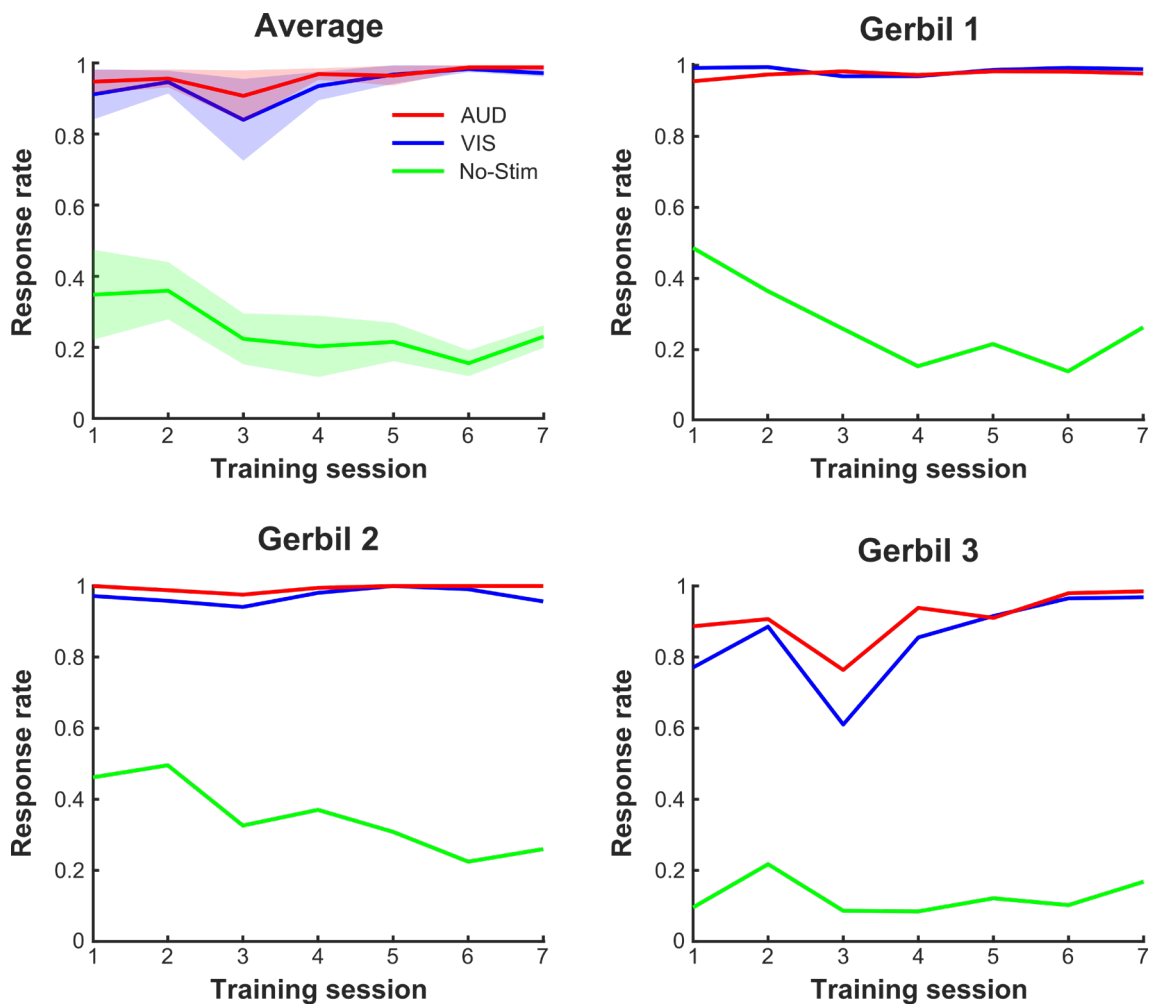 Average
Response rate
1
0.8
0.6
0.4
0.2
0
AUD
VIS
No-Stim
1 2 3 4 5 6 7
Training session
Gerbil 1
Response rate
1
0.8
0.6
0.4
0.2
0
1 2 3 4 5 6 7
Training session
Gerbil 2
Response rate
1
0.8
0.6
0.4
0.2
0
1 2 3 4 5 6 7
Training session
Gerbil 3
Response rate
1
0.8
0.6
0.4
0.2
0
1 2 3 4 5 6 7
Training session